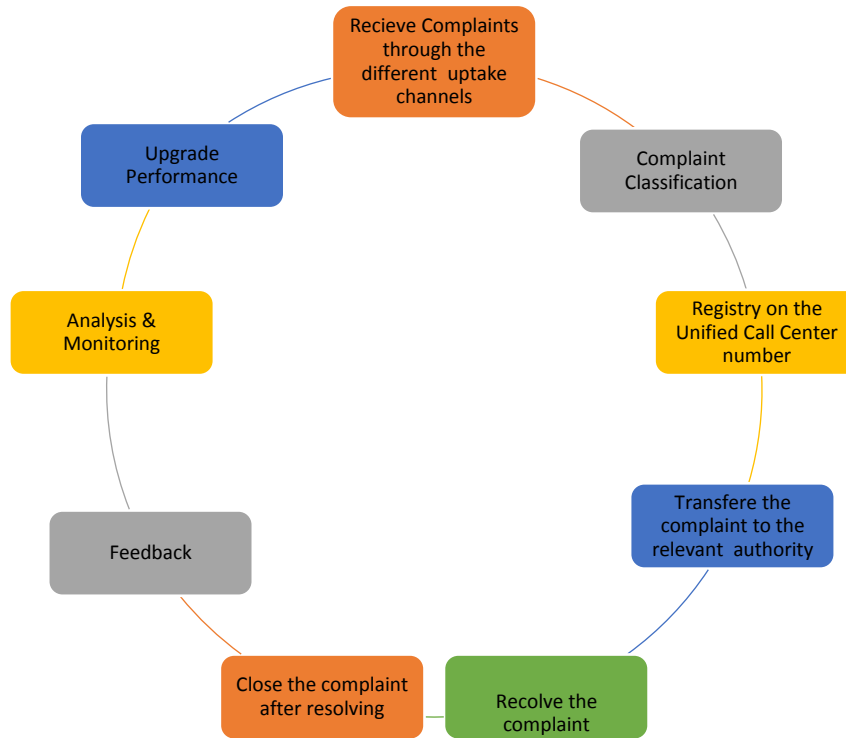 Recieve Complaints
through the
different uptake
channels
Complaint
Classification
Registry on the
Unified Call Center
number
Transfere the
complaint to the
relevant authority
Recolve the
complaint
Close the complaint
after resolving
Feedback
Analysis &
Monitoring
Upgrade
Performance